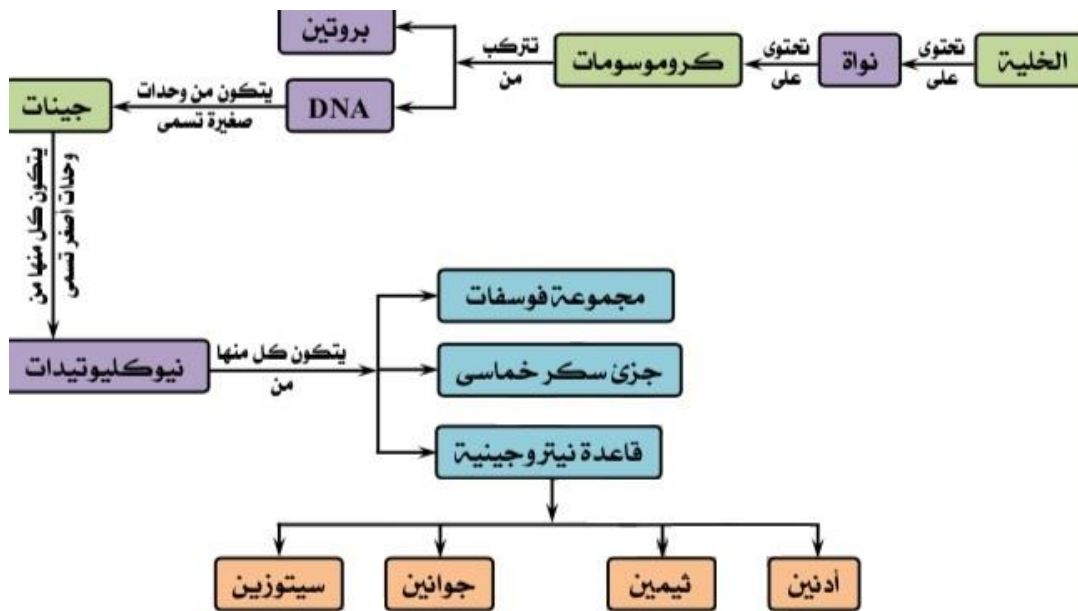 الخلية
تحتوى
على
نواة
تحتوى
على
كروموسومات
تتركب
من
بروتين
DNA
يتكون من وحدات
صغيرة تسمى
جينات
يتكون كل منها من
وحدات أصغر تسمى
نيوكليوتيدات
يتكون كل منها
من
مجموعة فوسفات
جزئ سكر خماسى
قاعدة نيتروجينية
أدنين
ثيمين
جوانين
سيتوزين